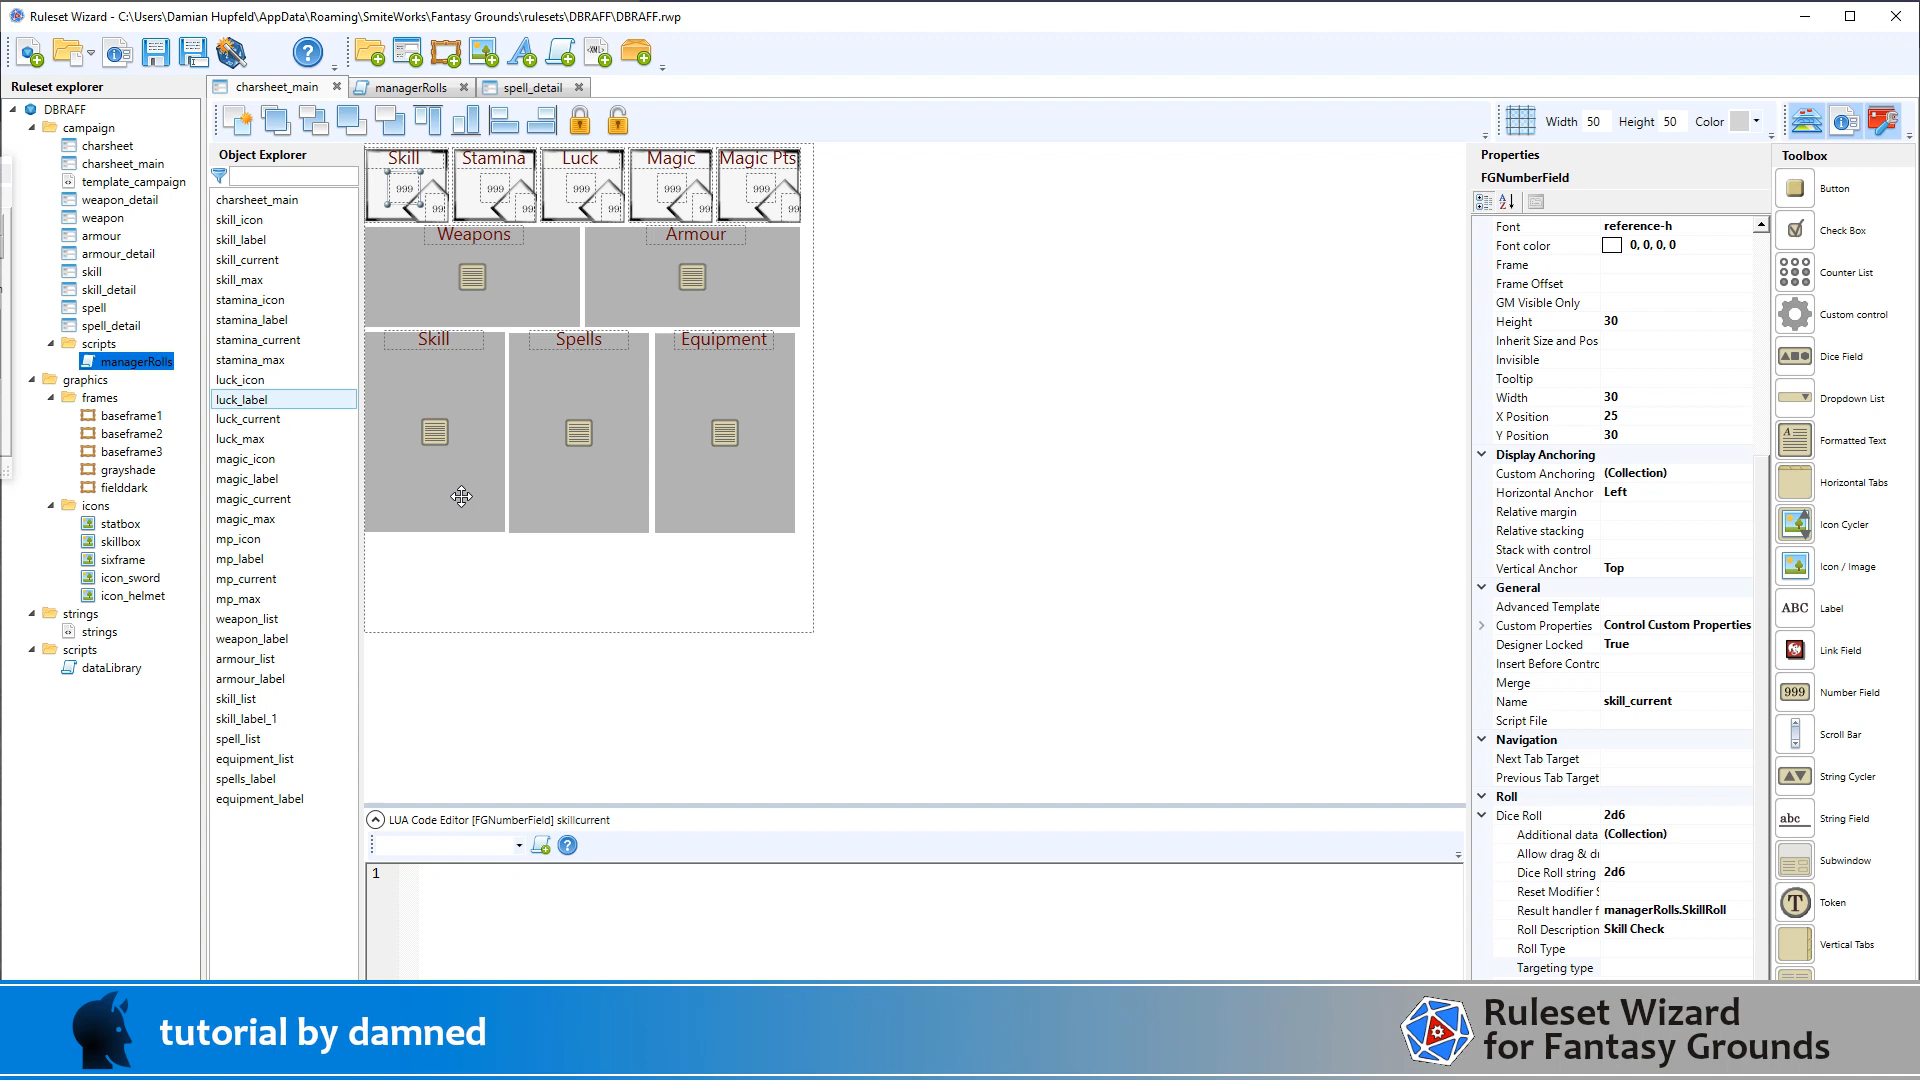 Ruleset Wizard - C:\Users\Damian Hupfeld\AppData\Roaming\SmiteWorks\Fantasy Grounds\rulesets\DBRAFF\DBRAFF.rwp
Ruleset explorer
DBRAFF
campaign
charsheet
charsheet_main
template_campaign
weapon_detail
weapon
armour
armour_detail
skill
skill_detail
spell
spell_detail
scripts
managerRolls
graphics
frames
baseframe1
baseframe2
baseframe3
grayshade
fielddark
icons
statbox
skillbox
sixframe
icon_sword
icon_helmet
strings
strings
scripts
dataLibrary
charsheet_main
managerRolls
spell_detail
Width 50 Height 50 Color
Object Explorer
charsheet_main
skill_icon
skill_label
skill_current
skill_max
stamina_icon
stamina_label
stamina_current
stamina_max
luck_icon
luck_label
luck_current
luck_max
magic_icon
magic_label
magic_current
magic_max
mp_icon
mp_label
mp_current
mp_max
weapon_list
weapon_label
armour_list
armour_label
skill_list
skill_label_1
spell_list
equipment_list
spells_label
equipment_label
Skill Stamina Luck Magic Magic Pts
999 999 999 999 999
Weapons Armour
Skill Spells Equipment
LUA Code Editor [FGNumberField] skillcurrent
1
Properties
FGNumberField
Font reference-h
Font color 0, 0, 0, 0
Frame
Frame Offset
GM Visible Only
Height 30
Inherit Size and Pos
Invisible
Tooltip
Width 30
X Position 25
Y Position 30
Display Anchoring
Custom Anchoring (Collection)
Horizontal Anchor Left
Relative margin
Relative stacking
Stack with control
Vertical Anchor Top
General
Advanced Template
Custom Properties Control Custom Properties
Designer Locked True
Insert Before Contrc
Merge
Name skill_current
Script File
Navigation
Next Tab Target
Previous Tab Target
Roll
Dice Roll 2d6
Additional data (Collection)
Allow drag & di
Dice Roll string 2d6
Reset Modifier S
Result handler f managerRolls.SkillRoll
Roll Description Skill Check
Roll Type
Targeting type
Toolbox
Button
Check Box
Counter List
Custom control
Dice Field
Dropdown List
Formatted Text
Horizontal Tabs
Icon Cycler
Icon / Image
ABC Label
Link Field
999 Number Field
Scroll Bar
String Cycler
abc String Field
Subwindow
T Token
Vertical Tabs
tutorial by damned
Ruleset Wizard
for Fantasy Grounds